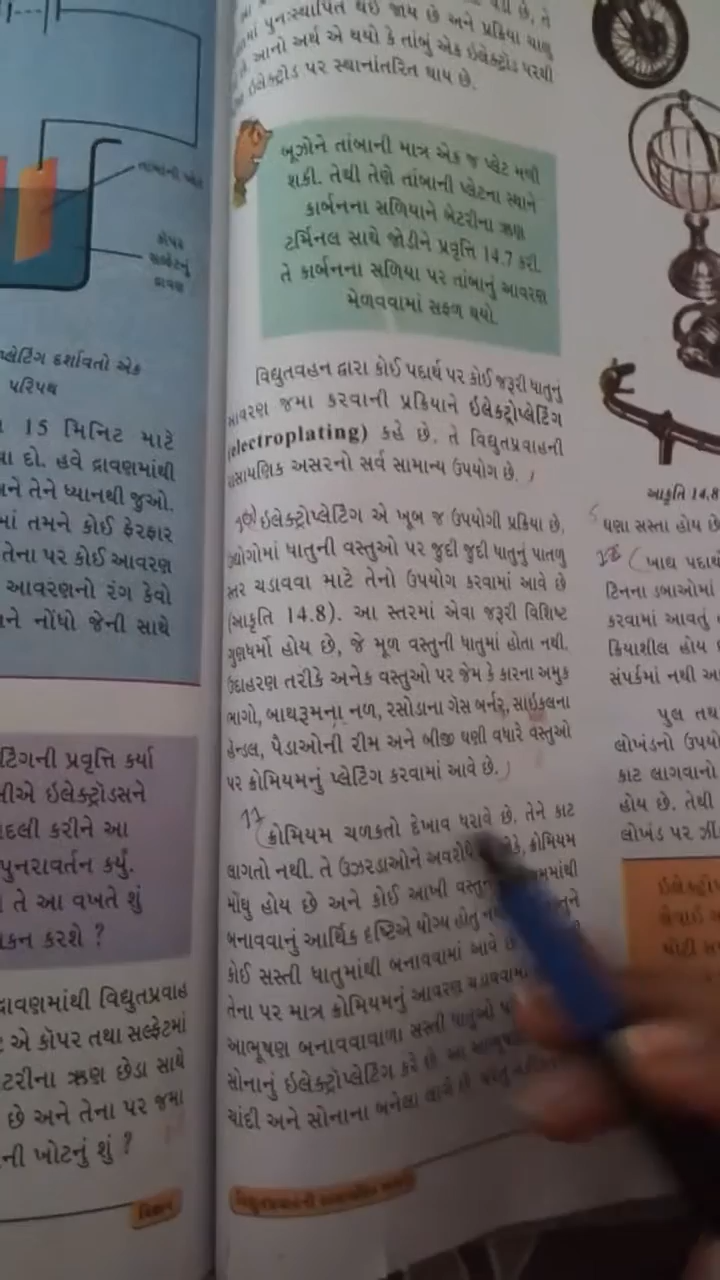 તાંબાની પ્લેટ
કૉપર
સલ્ફેટનું
દ્રાવણ
પ્લેટિંગ દર્શાવતો એક
પરિપથ
15 મિનિટ માટે
દો. હવે દ્રાવણમાંથી
તેને ધ્યાનથી જુઓ.
તમને કોઈ ફેરફાર
તેના પર કોઈ આવરણ
આવરણનો રંગ કેવો
નોંધો જેની સાથે
ટિંગની પ્રવૃત્તિ કર્યા
ઇલેક્ટ્રૉડસને
બદલી કરીને આ
પુનરાવર્તન કર્યું.
તે આ વખતે શું
કન કરશે ?
દ્રાવણમાંથી વિદ્યુતપ્રવાહ
એ કૉપર તથા સલ્ફેટમાં
ટરીના ઋણ છેડા સાથે
છે અને તેના પર જમા
ની ખોટનું શું ?
વિજ્ઞાન
પુનઃસ્થાપિત થઈ જાય છે અને પ્રક્રિયા ચાલુ
આનો અર્થ એ થયો કે તાંબું એક ઇલેક્ટ્રોડ પરથી
ઇલેક્ટ્રોડ પર સ્થાનાંતરિત થાય છે.
બૂઝોને તાંબાની માત્ર એક જ પ્લેટ મળી
શકી. તેથી તેણે તાંબાની પ્લેટના સ્થાને
કાર્બનના સળિયાને બેટરીના ઋણ
ટર્મિનલ સાથે જોડીને પ્રવૃત્તિ 14.7 કરી.
તે કાર્બનના સળિયા પર તાંબાનું આવરણ
મેળવવામાં સફળ થયો.
વિદ્યુતવહન દ્વારા કોઈ પદાર્થ પર કોઈ જરૂરી ધાતુનું
આવરણ જમા કરવાની પ્રક્રિયાને ઇલેક્ટ્રોપ્લેટિંગ
(electroplating) કહે છે. તે વિદ્યુતપ્રવાહની
રાસાયણિક અસરનો સર્વ સામાન્ય ઉપયોગ છે.
ઇલેક્ટ્રોપ્લેટિંગ એ ખૂબ જ ઉપયોગી પ્રક્રિયા છે.
ઉદ્યોગોમાં ધાતુની વસ્તુઓ પર જુદી જુદી ધાતુનું પાતળુ
સ્તર ચડાવવા માટે તેનો ઉપયોગ કરવામાં આવે છે
(આકૃતિ 14.8). આ સ્તરમાં એવા જરૂરી વિશિષ્ટ
ગુણધર્મો હોય છે, જે મૂળ વસ્તુની ધાતુમાં હોતા નથી.
ઉદાહરણ તરીકે અનેક વસ્તુઓ પર જેમ કે કારના અમુક
ભાગો, બાથરૂમના નળ, રસોડાના ગૅસ બર્નર, સાઇકલના
હેન્ડલ, પૈડાઓની રીમ અને બીજી ઘણી વધારે વસ્તુઓ
પર ક્રોમિયમનું પ્લેટિંગ કરવામાં આવે છે.
17
ક્રોમિયમ ચળકતો દેખાવ ધરાવે છે. તેને કાટ
લાગતો નથી. તે ઉઝરડાઓને ક્રોમિયમ
મોંઘુ હોય છે અને કોઈ આખી
બનાવવાનું આર્થિક દૃષ્ટિએ યોગ્ય હોતુ
કોઈ સસ્તી ધાતુમાંથી બનાવવામાં આવે છે
તેના પર માત્ર ક્રોમિયમનું આવરણ
આભૂષણ બનાવવાવાળા સસ્તી ધાતુઓ પર
સોનાનું ઇલેક્ટ્રોપ્લેટિંગ કરે છે. આ
ચાંદી અને સોનાના બનેલા લાગે છે પરંતુ
આકૃતિ 14.8
ઘણા સસ્તા હોય છે
18
ખાદ્ય પદાર્થ
ટિનના ડબાઓમાં
કરવામાં આવતું
ક્રિયાશીલ હોય
સંપર્કમાં નથી
પુલ તથ
લોખંડનો ઉપયો
કાટ લાગવાનો
હોય છે. તેથી
લોખંડ પર